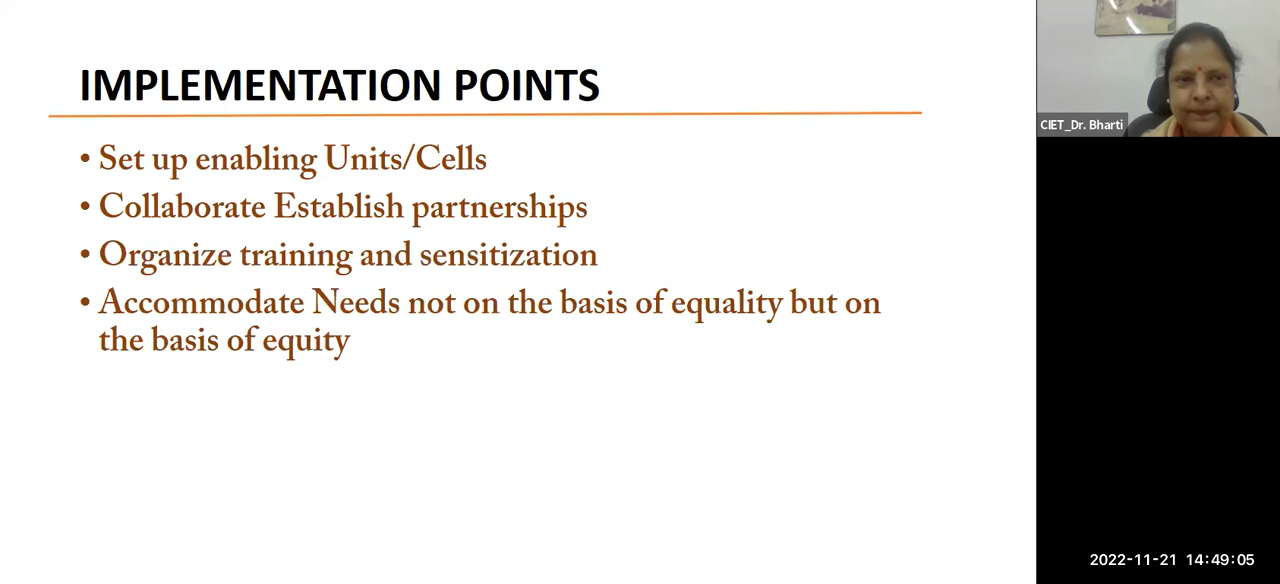 IMPLEMENTATION POINTS
• Set up enabling Units/Cells
• Collaborate Establish partnerships
• Organize training and sensitization
• Accommodate Needs not on the basis of equality but on
the basis of equity
CIET_Dr. Bharti
2022-11-21 14:49:05